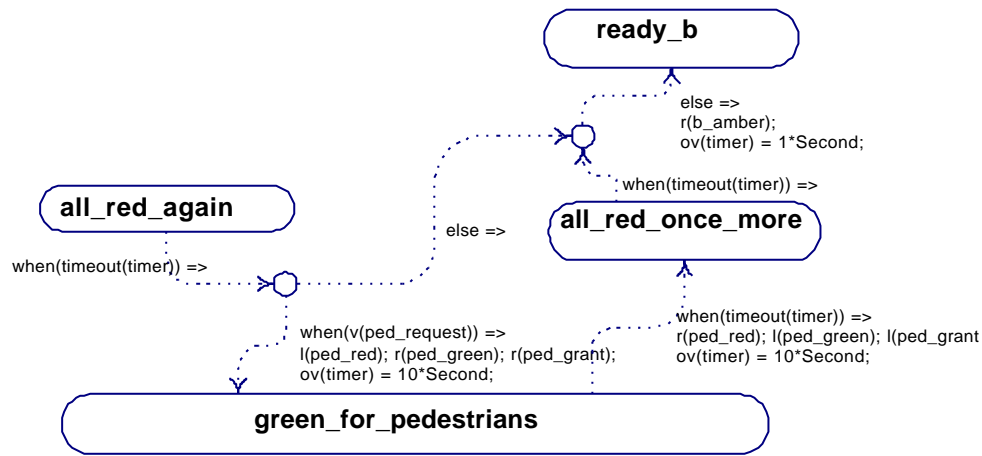 ready_b
else =>
r(b_amber);
ov(timer) = 1*Second;
when(timeout(timer)) =>
all_red_again
all_red_once_more
else =>
when(timeout(timer)) =>
when(timeout(timer)) =>
r(ped_red); l(ped_green); l(ped_grant
ov(timer) = 10*Second;
when(v(ped_request)) =>
l(ped_red); r(ped_green); r(ped_grant);
ov(timer) = 10*Second;
green_for_pedestrians